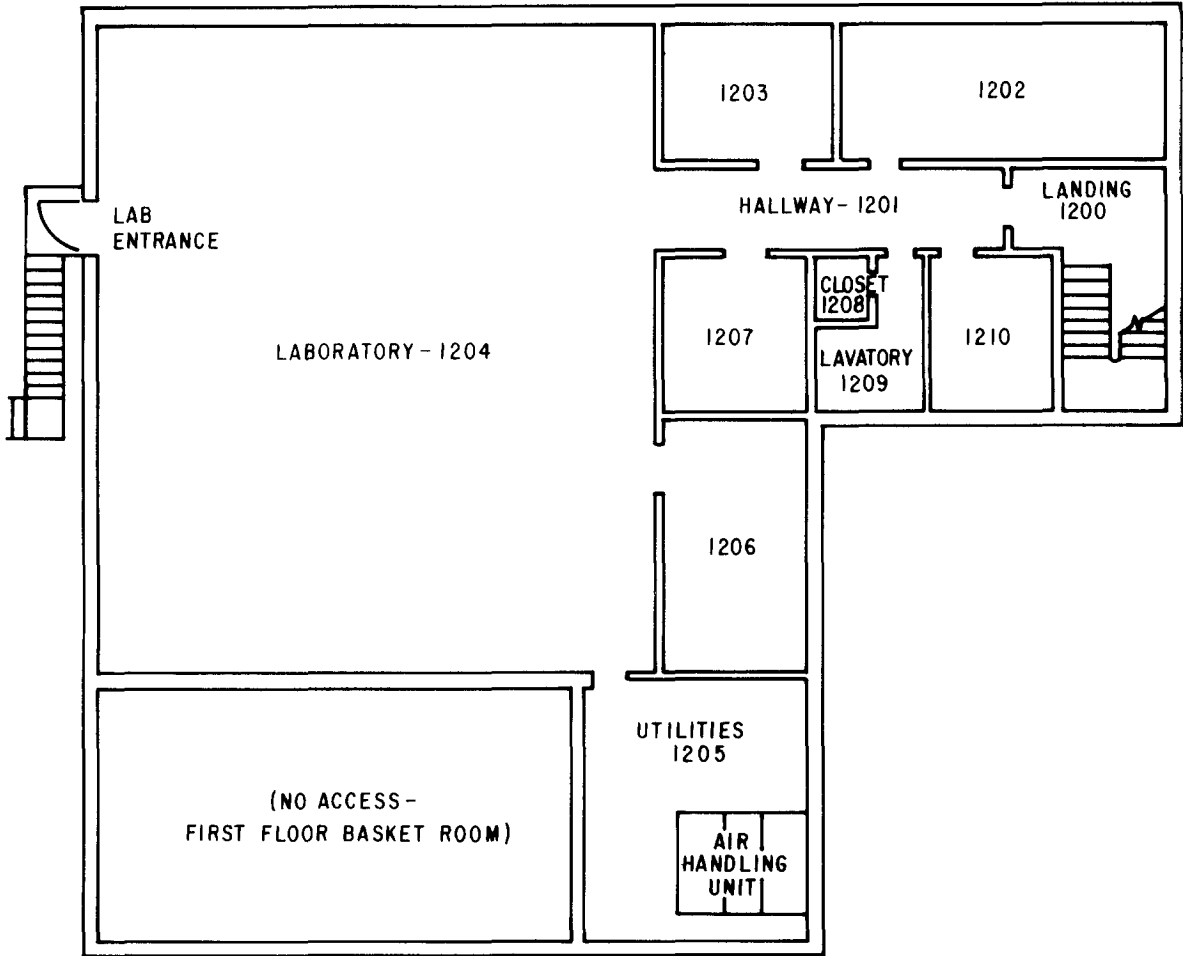 1203
1202
LAB
ENTRANCE
HALLWAY-1201
LANDING
1200
CLOSET
1208
LABORATORY-1204
1207
LAVATORY
1209
1210
1206
UTILITIES
1205
(NO ACCESS-
FIRST FLOOR BASKET ROOM)
AIR
HANDLING
UNIT